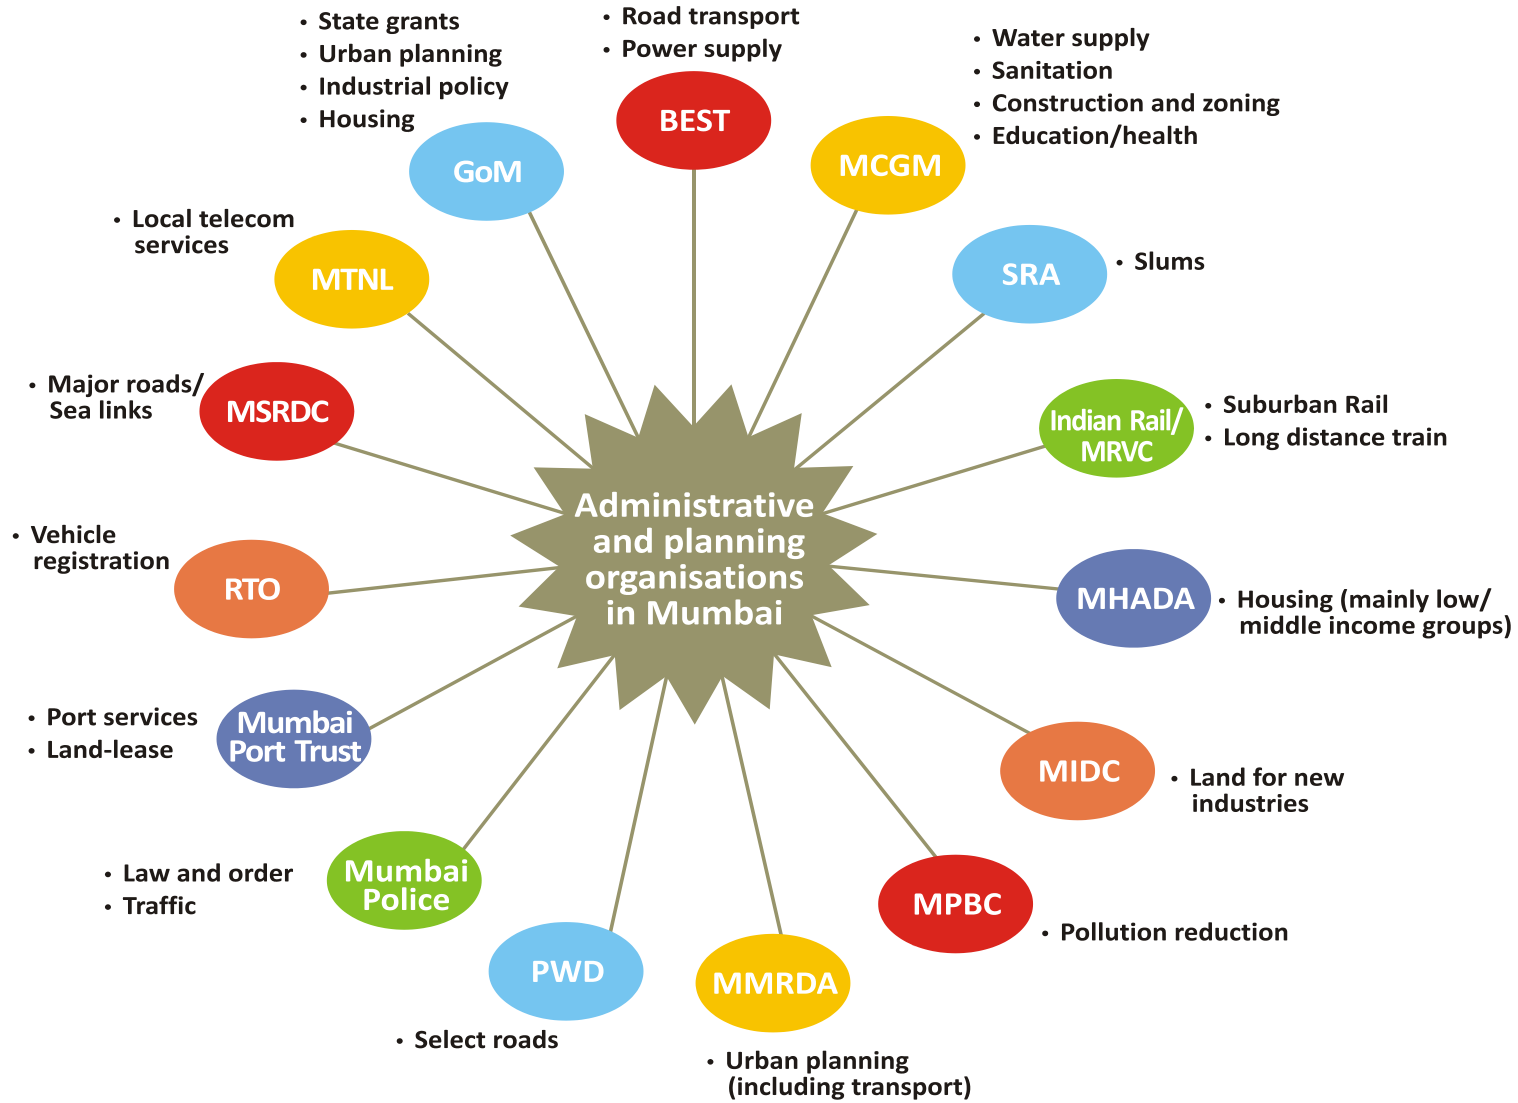 Administrative
and planning
organisations
in Mumbai
• Road transport
• Power supply
BEST
• Water supply
• Sanitation
• Construction and zoning
• Education/health
MCGM
SRA
• Slums
Indian Rail/
MRVC
• Suburban Rail
• Long distance train
MHADA
• Housing (mainly low/
middle income groups)
MIDC
• Land for new
industries
MPBC
• Pollution reduction
MMRDA
• Urban planning
(including transport)
PWD
• Select roads
Mumbai
Police
• Law and order
• Traffic
Mumbai
Port Trust
• Port services
• Land-lease
RTO
• Vehicle
registration
MSRDC
• Major roads/
Sea links
MTNL
• Local telecom
services
GoM
• State grants
• Urban planning
• Industrial policy
• Housing